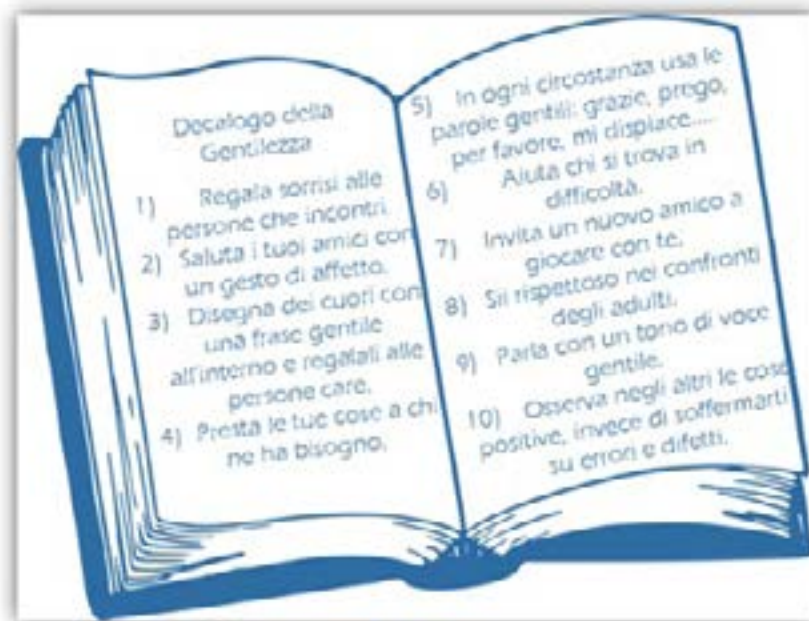 Decalogo della
Gentilezza
1) Regala sorrisi alle
persone che incontri.
2) Saluta i tuoi amici con
un gesto di affetto.
3) Disegna dei cuori con
una frase gentile
all'interno e regalali alle
persone care.
4) Presta le tue cose a chi
ne ha bisogno.
5) In ogni circostanza usa le
parole gentili: grazie, prego,
per favore, mi dispiace.....
6) Aiuta chi si trova in
difficoltà.
7) Invita un nuovo amico a
giocare con te.
8) Sii rispettoso nei confronti
degli adulti.
9) Parla con un tono di voce
gentile.
10) Osserva negli altri le cose
positive, invece di soffermarti
su errori e difetti.